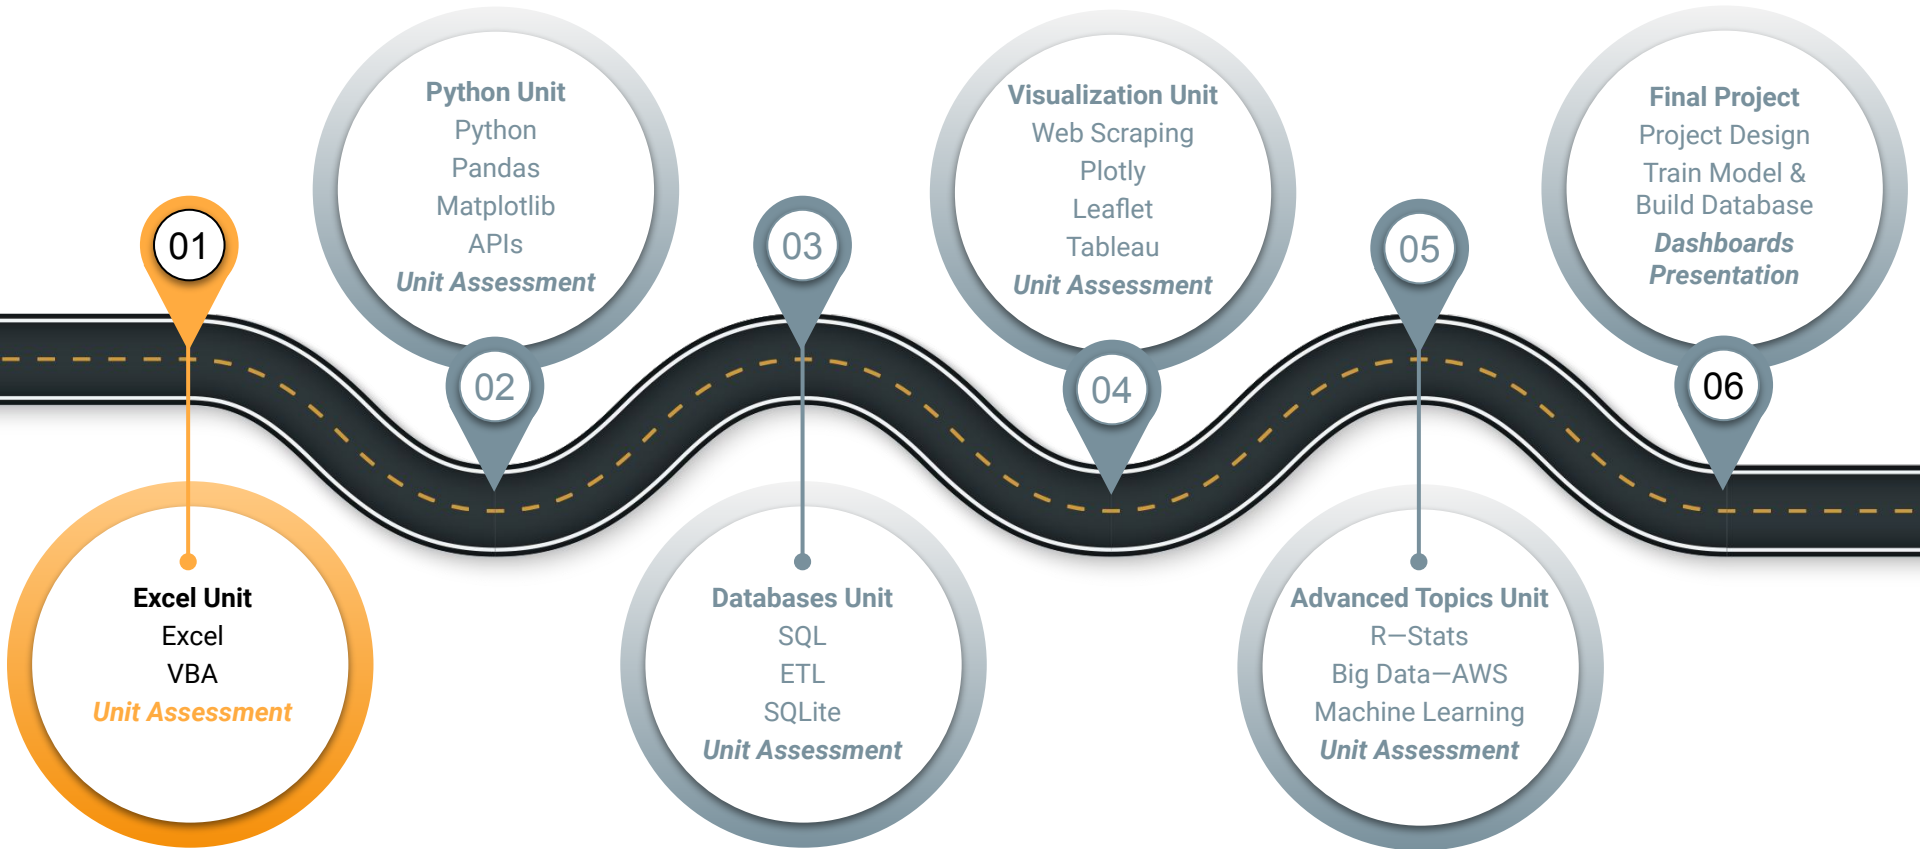 01
Excel Unit
Excel
VBA
Unit Assessment
Python Unit
Python
Pandas
Matplotlib
APIs
Unit Assessment
02
03
Databases Unit
SQL
ETL
SQLite
Unit Assessment
Visualization Unit
Web Scraping
Plotly
Leaflet
Tableau
Unit Assessment
04
05
Advanced Topics Unit
R—Stats
Big Data—AWS
Machine Learning
Unit Assessment
Final Project
Project Design
Train Model &
Build Database
Dashboards
Presentation
06